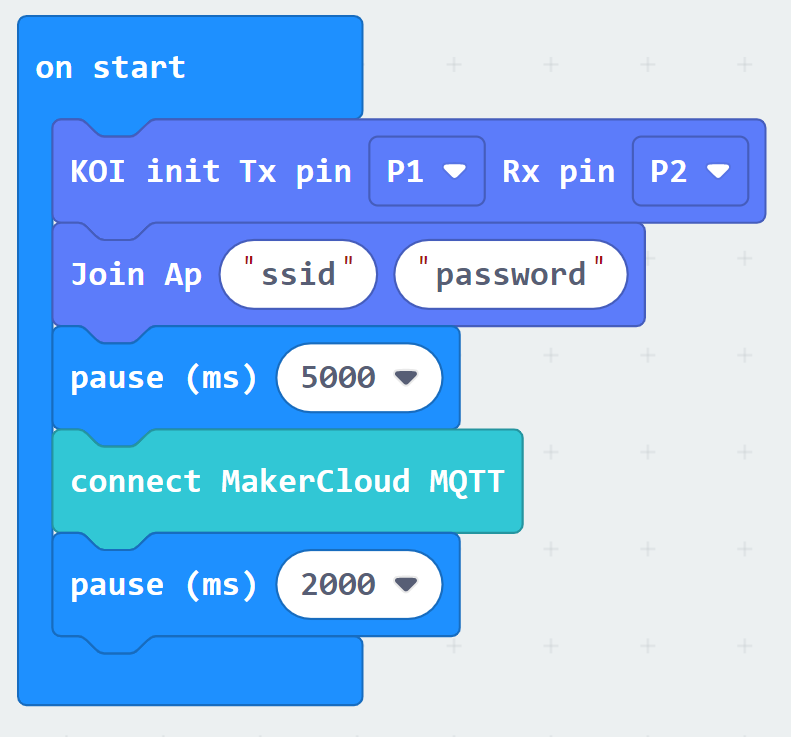 on start
KOI init Tx pin P1 Rx pin P2
Join Ap "ssid" "password"
pause (ms) 5000
connect MakerCloud MQTT
pause (ms) 2000